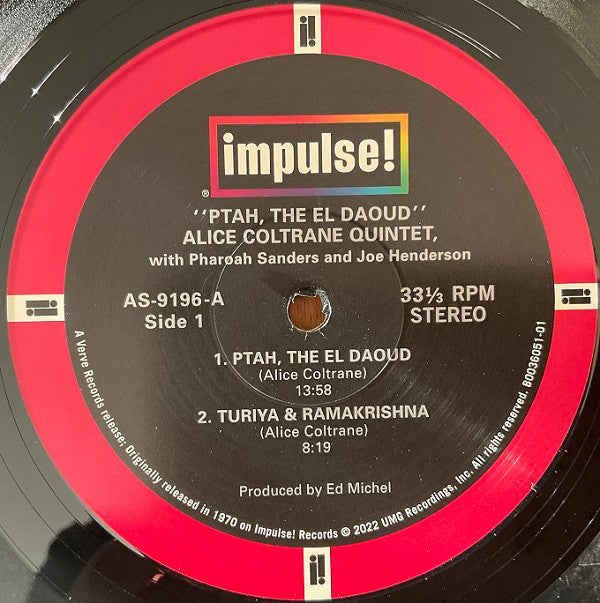 i!
impulse!
®
''PTAH, THE EL DAOUD''
ALICE COLTRANE QUINTET,
with Pharoah Sanders and Joe Henderson
AS-9196-A
Side 1
33⅓ RPM
STEREO
i!
i!
1. PTAH, THE EL DAOUD
(Alice Coltrane)
13:58
2. TURIYA & RAMAKRISHNA
(Alice Coltrane)
8:19
Produced by Ed Michel
A Verve Records release; Originally released in 1970 on Impulse! Records © 2022 UMG Recordings, Inc. All rights reserved. B0036051-01
i!